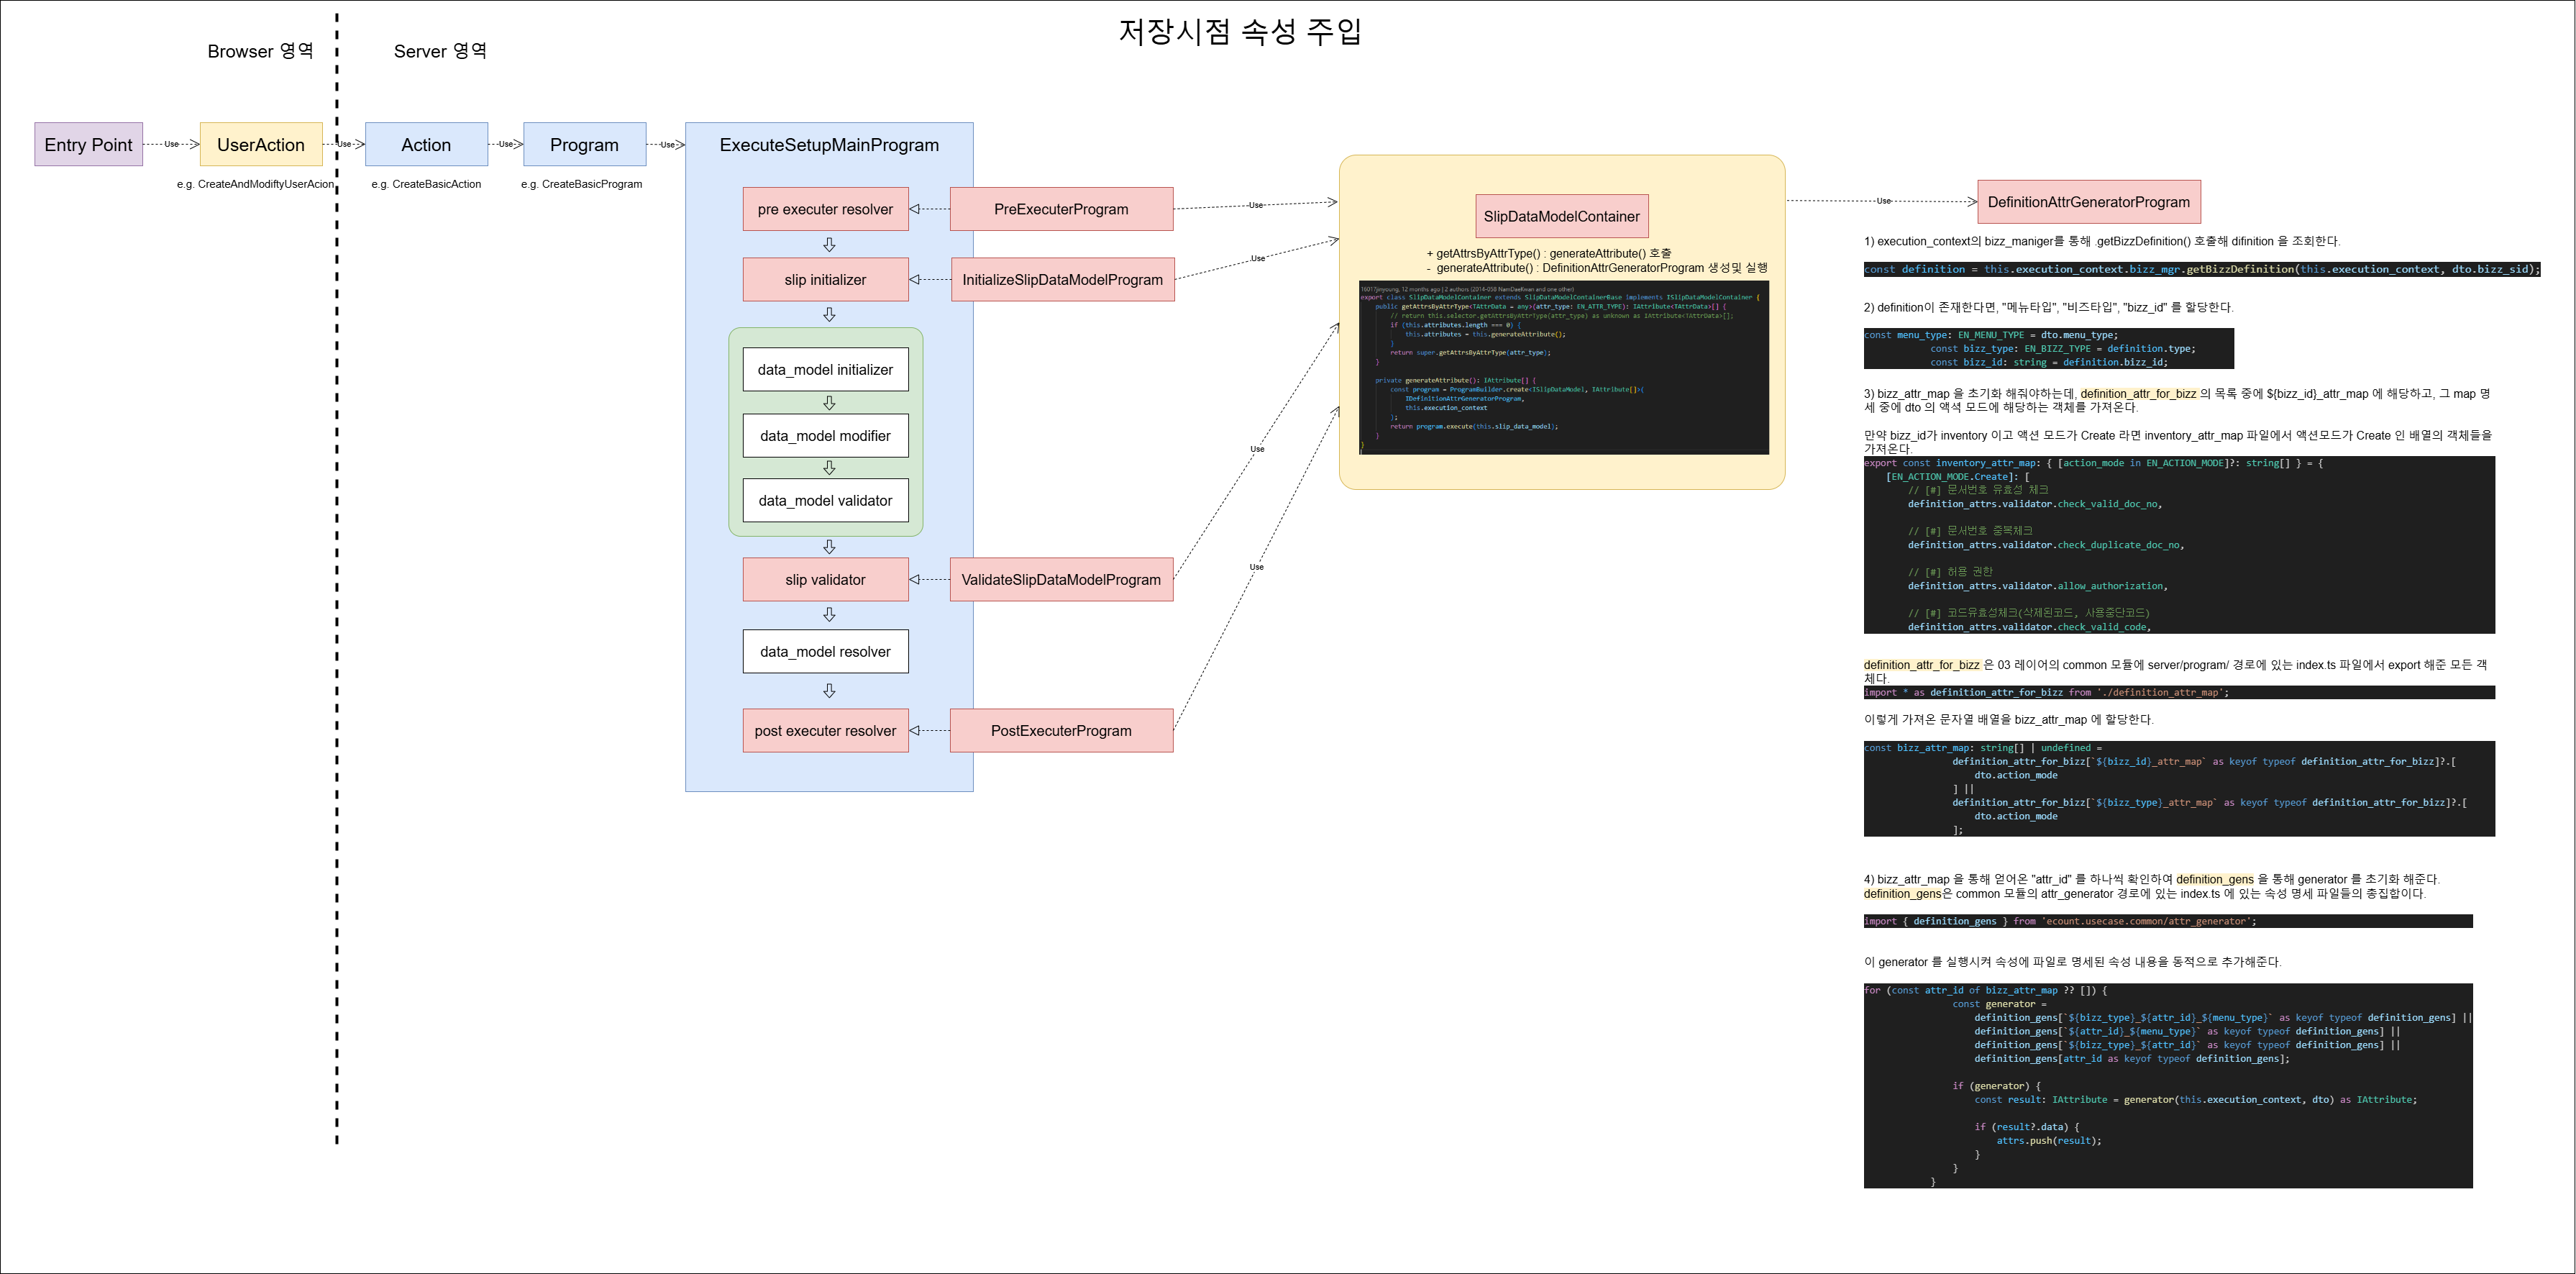 저장시점 속성 주입
Browser 영역
Server 영역
Entry Point
Use
UserAction
e.g. CreateAndModiftyUserAcion
Use
Action
e.g. CreateBasicAction
Use
Program
e.g. CreateBasicProgram
Use
ExecuteSetupMainProgram
pre executer resolver
slip initializer
data_model initializer
data_model modifier
data_model validator
slip validator
data_model resolver
post executer resolver
PreExecuterProgram
InitializeSlipDataModelProgram
ValidateSlipDataModelProgram
PostExecuterProgram
Use
Use
Use
Use
SlipDataModelContainer
+ getAttrsByAttrType() : generateAttribute() 호출
- generateAttribute() : DefinitionAttrGeneratorProgram 생성및 실행
16017jinyoung, 12 months ago | 2 authors (2014-038 NamDaeKwan and one other)
export class SlipDataModelContainer extends SlipDataModelContainerBase implements ISlipDataModelContainer {
public getAttrsByAttrType<TAttrData = any>(attr_type: EN_ATTR_TYPE): IAttribute<TAttrData>[] {
// return this.selector.getAttrsByAttrType(attr_type) as unknown as IAttribute<TAttrData>[];
if (this.attributes.length === 0) {
this.attributes = this.generateAttribute();
}
return super.getAttrsByAttrType(attr_type);
}
private generateAttribute(): IAttribute[] {
const program = ProgramBuilder.create<ISlipDataModel, IAttribute[]>(
IDefinitionAttrGeneratorProgram,
this.execution_context
);
return program.execute(this.slip_data_model);
}
}
Use
DefinitionAttrGeneratorProgram
1) execution_context의 bizz_maniger를 통해 .getBizzDefinition() 호출해 difinition 을 조회한다.
const definition = this.execution_context.bizz_mgr.getBizzDefinition(this.execution_context, dto.bizz_sid);
2) definition이 존재한다면, "메뉴타입", "비즈타입", "bizz_id" 를 할당한다.
const menu_type: EN_MENU_TYPE = dto.menu_type;
const bizz_type: EN_BIZZ_TYPE = definition.type;
const bizz_id: string = definition.bizz_id;
3) bizz_attr_map 을 초기화 해줘야하는데, definition_attr_for_bizz 의 목록 중에 ${bizz_id}_attr_map 에 해당하고, 그 map 명
세 중에 dto 의 액셕 모드에 해당하는 객체를 가져온다.
만약 bizz_id가 inventory 이고 액션 모드가 Create 라면 inventory_attr_map 파일에서 액션모드가 Create 인 배열의 객체들을
가져온다.
export const inventory_attr_map: { [action_mode in EN_ACTION_MODE]?: string[] } = {
[EN_ACTION_MODE.Create]: [
// [#] 문서번호 유효성 체크
definition_attrs.validator.check_valid_doc_no,
// [#] 문서번호 중복체크
definition_attrs.validator.check_duplicate_doc_no,
// [#] 허용 권한
definition_attrs.validator.allow_authorization,
// [#] 코드유효성체크(삭제된코드, 사용중단코드)
definition_attrs.validator.check_valid_code,
definition_attr_for_bizz 은 03 레이어의 common 모듈에 server/program/ 경로에 있는 index.ts 파일에서 export 해준 모든 객
체다.
import * as definition_attr_for_bizz from './definition_attr_map';
이렇게 가져온 문자열 배열을 bizz_attr_map 에 할당한다.
const bizz_attr_map: string[] | undefined =
definition_attr_for_bizz[`${bizz_id}_attr_map` as keyof typeof definition_attr_for_bizz]?.[
dto.action_mode
] ||
definition_attr_for_bizz[`${bizz_type}_attr_map` as keyof typeof definition_attr_for_bizz]?.[
dto.action_mode
];
4) bizz_attr_map 을 통해 얻어온 "attr_id" 를 하나씩 확인하여 definition_gens 을 통해 generator 를 초기화 해준다.
definition_gens은 common 모듈의 attr_generator 경로에 있는 index.ts 에 있는 속성 명세 파일들의 총집합이다.
import { definition_gens } from 'ecount.usecase.common/attr_generator';
이 generator 를 실행시켜 속성에 파일로 명세된 속성 내용을 동적으로 추가해준다.
for (const attr_id of bizz_attr_map ?? []) {
const generator =
definition_gens[`${bizz_type}_${attr_id}_${menu_type}` as keyof typeof definition_gens] ||
definition_gens[`${attr_id}_${menu_type}` as keyof typeof definition_gens] ||
definition_gens[`${bizz_type}_${attr_id}` as keyof typeof definition_gens] ||
definition_gens[attr_id as keyof typeof definition_gens];
if (generator) {
const result: IAttribute = generator(this.execution_context, dto) as IAttribute;
if (result?.data) {
attrs.push(result);
}
}
}